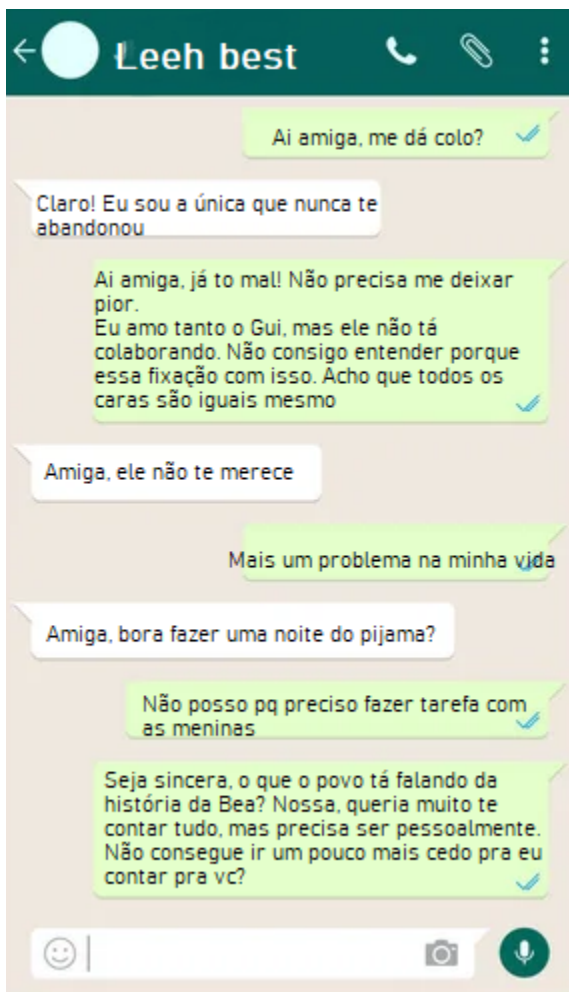 Leeh best
Ai amiga, me dá colo?
Claro! Eu sou a única que nunca te
abandonou
Ai amiga, já to mal! Não precisa me deixar
pior.
Eu amo tanto o Gui, mas ele não tá
colaborando. Não consigo entender porque
essa fixação com isso. Acho que todos os
caras são iguais mesmo
Amiga, ele não te merece
Mais um problema na minha vida
Amiga, bora fazer uma noite do pijama?
Não posso pq preciso fazer tarefa com
as meninas
Seja sincera, o que o povo tá falando da
história da Bea? Nossa, queria muito te
contar tudo, mas precisa ser pessoalmente.
Não consegue ir um pouco mais cedo pra eu
contar pra vc?